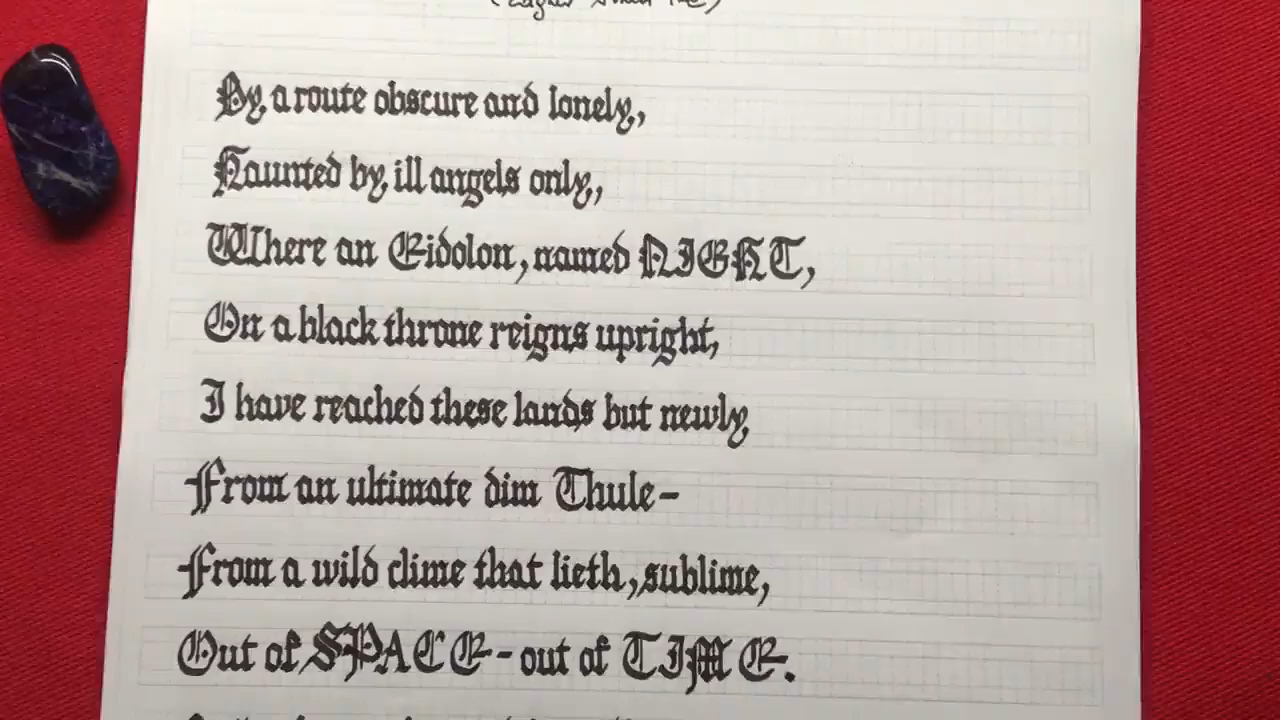 By a route obscure and lonely,
Haunted by ill angels only,
Where an Eidolon, named NIGHT,
On a black throne reigns upright,
I have reached these lands but newly
From an ultimate dim Thule-
From a wild clime that lieth, sublime,
Out of SPACE - out of TIME.